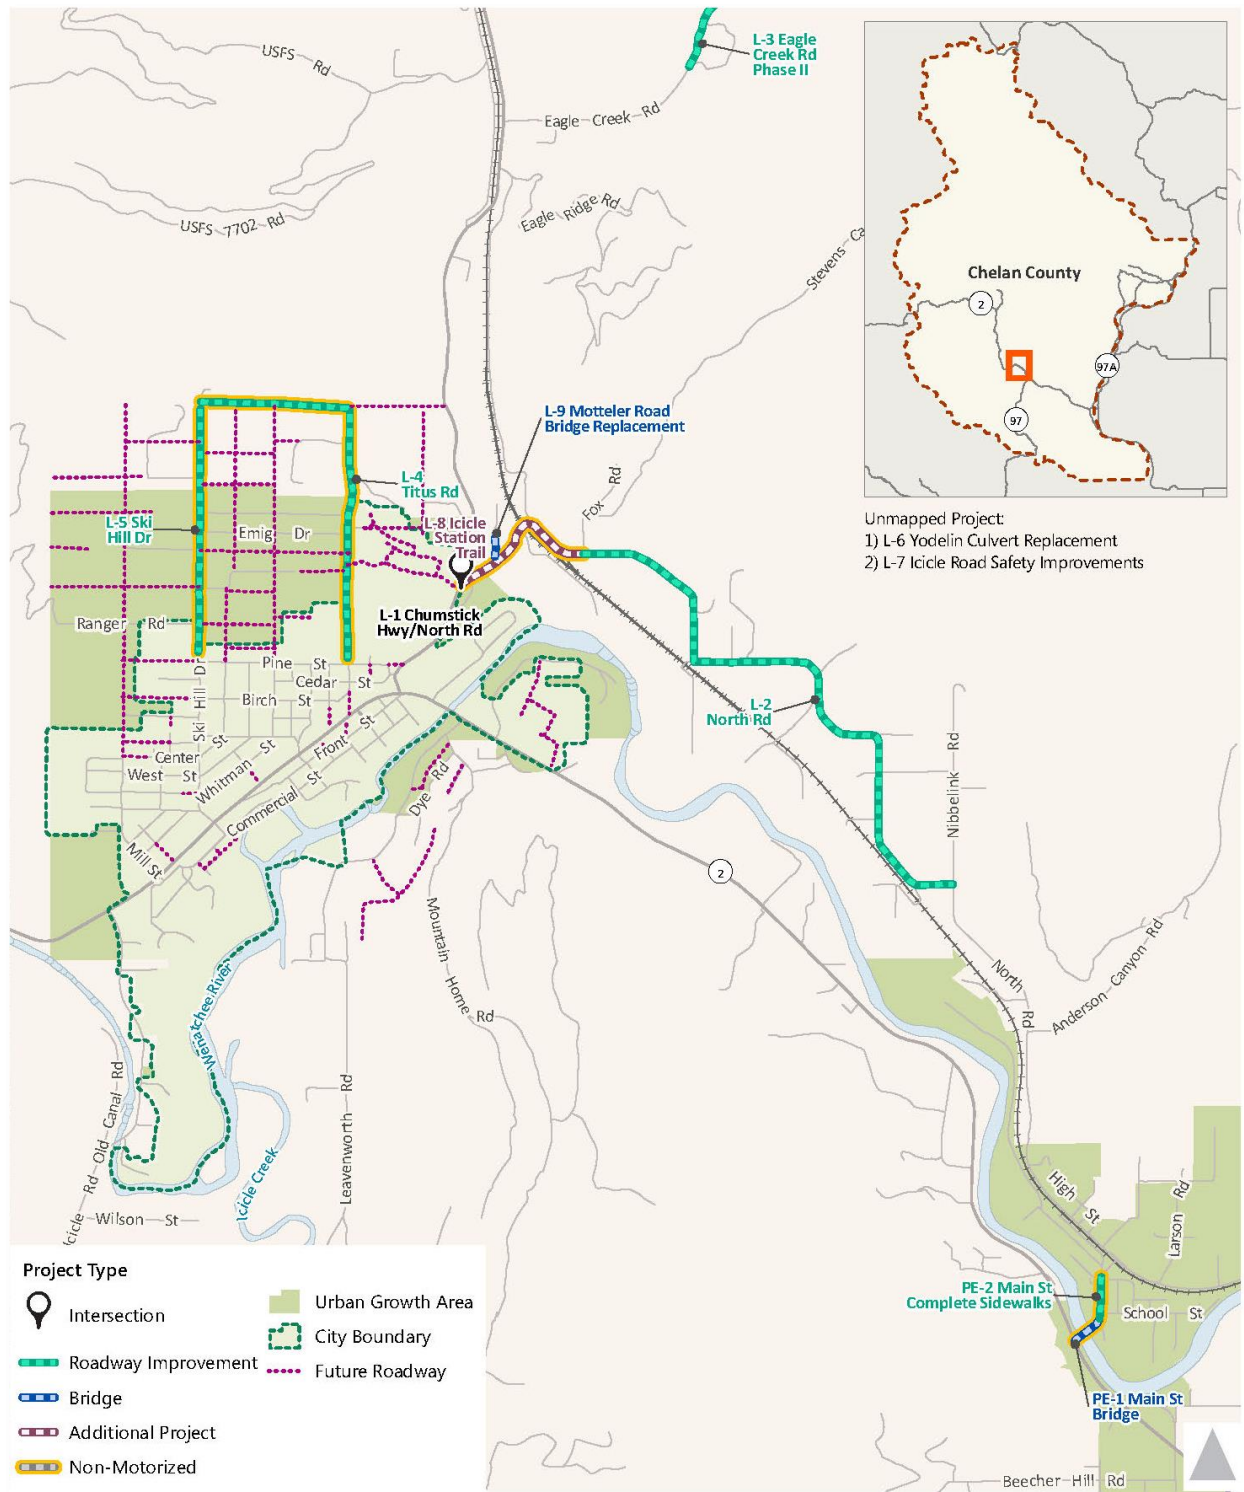 USFS Rd
L-3 Eagle
Creek Rd
Phase II
Eagle Creek Rd
USFS 7702 Rd
Eagle Ridge Rd
Stevens Ca
Chelan County
2
97A
97
Unmapped Project:
1) L-6 Yodelin Culvert Replacement
2) L-7 Icicle Road Safety Improvements
L-9 Motteler Road
Bridge Replacement
L-4
Titus Rd
Fox Rd
L-5 Ski
Hill Dr
Emig Dr
L-8 Icicle
Station
Trail
L-1 Chumstick
Hwy/North Rd
Ranger Rd
Pine St
Cedar St
Birch St
Ski Hill Dr
L-2
North Rd
Center St
West St
Whitman St
Front St
Commercial St
Dye Rd
Mill St
Nibbelink Rd
2
Mountain Home Rd
North Rd
Anderson Canyon Rd
Wenatchee River
Icicle Rd
Old Canal Rd
Leavenworth Rd
Icicle Creek
Wilson St
High St
Larson Rd
PE-2 Main St
Complete Sidewalks
School St
PE-1 Main St
Bridge
Beecher Hill Rd
Project Type
Intersection
Roadway Improvement
Bridge
Additional Project
Non-Motorized
Urban Growth Area
City Boundary
Future Roadway